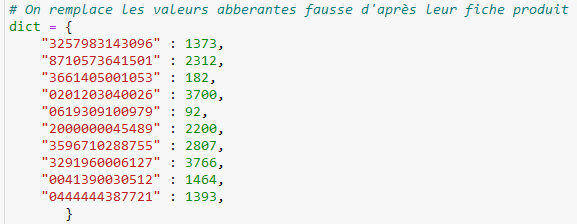 # On remplace les valeurs abberantes fausse d'après leur fiche produit
dict = {
    "3257983143096" : 1373,
    "8710573641501" : 2312,
    "3661405001053" : 182,
    "0201203040026" : 3700,
    "0619309100979" : 92,
    "2000000045489" : 2200,
    "3596710288755" : 2807,
    "3291960006127" : 3766,
    "0041390030512" : 1464,
    "0444444387721" : 1393,
       }